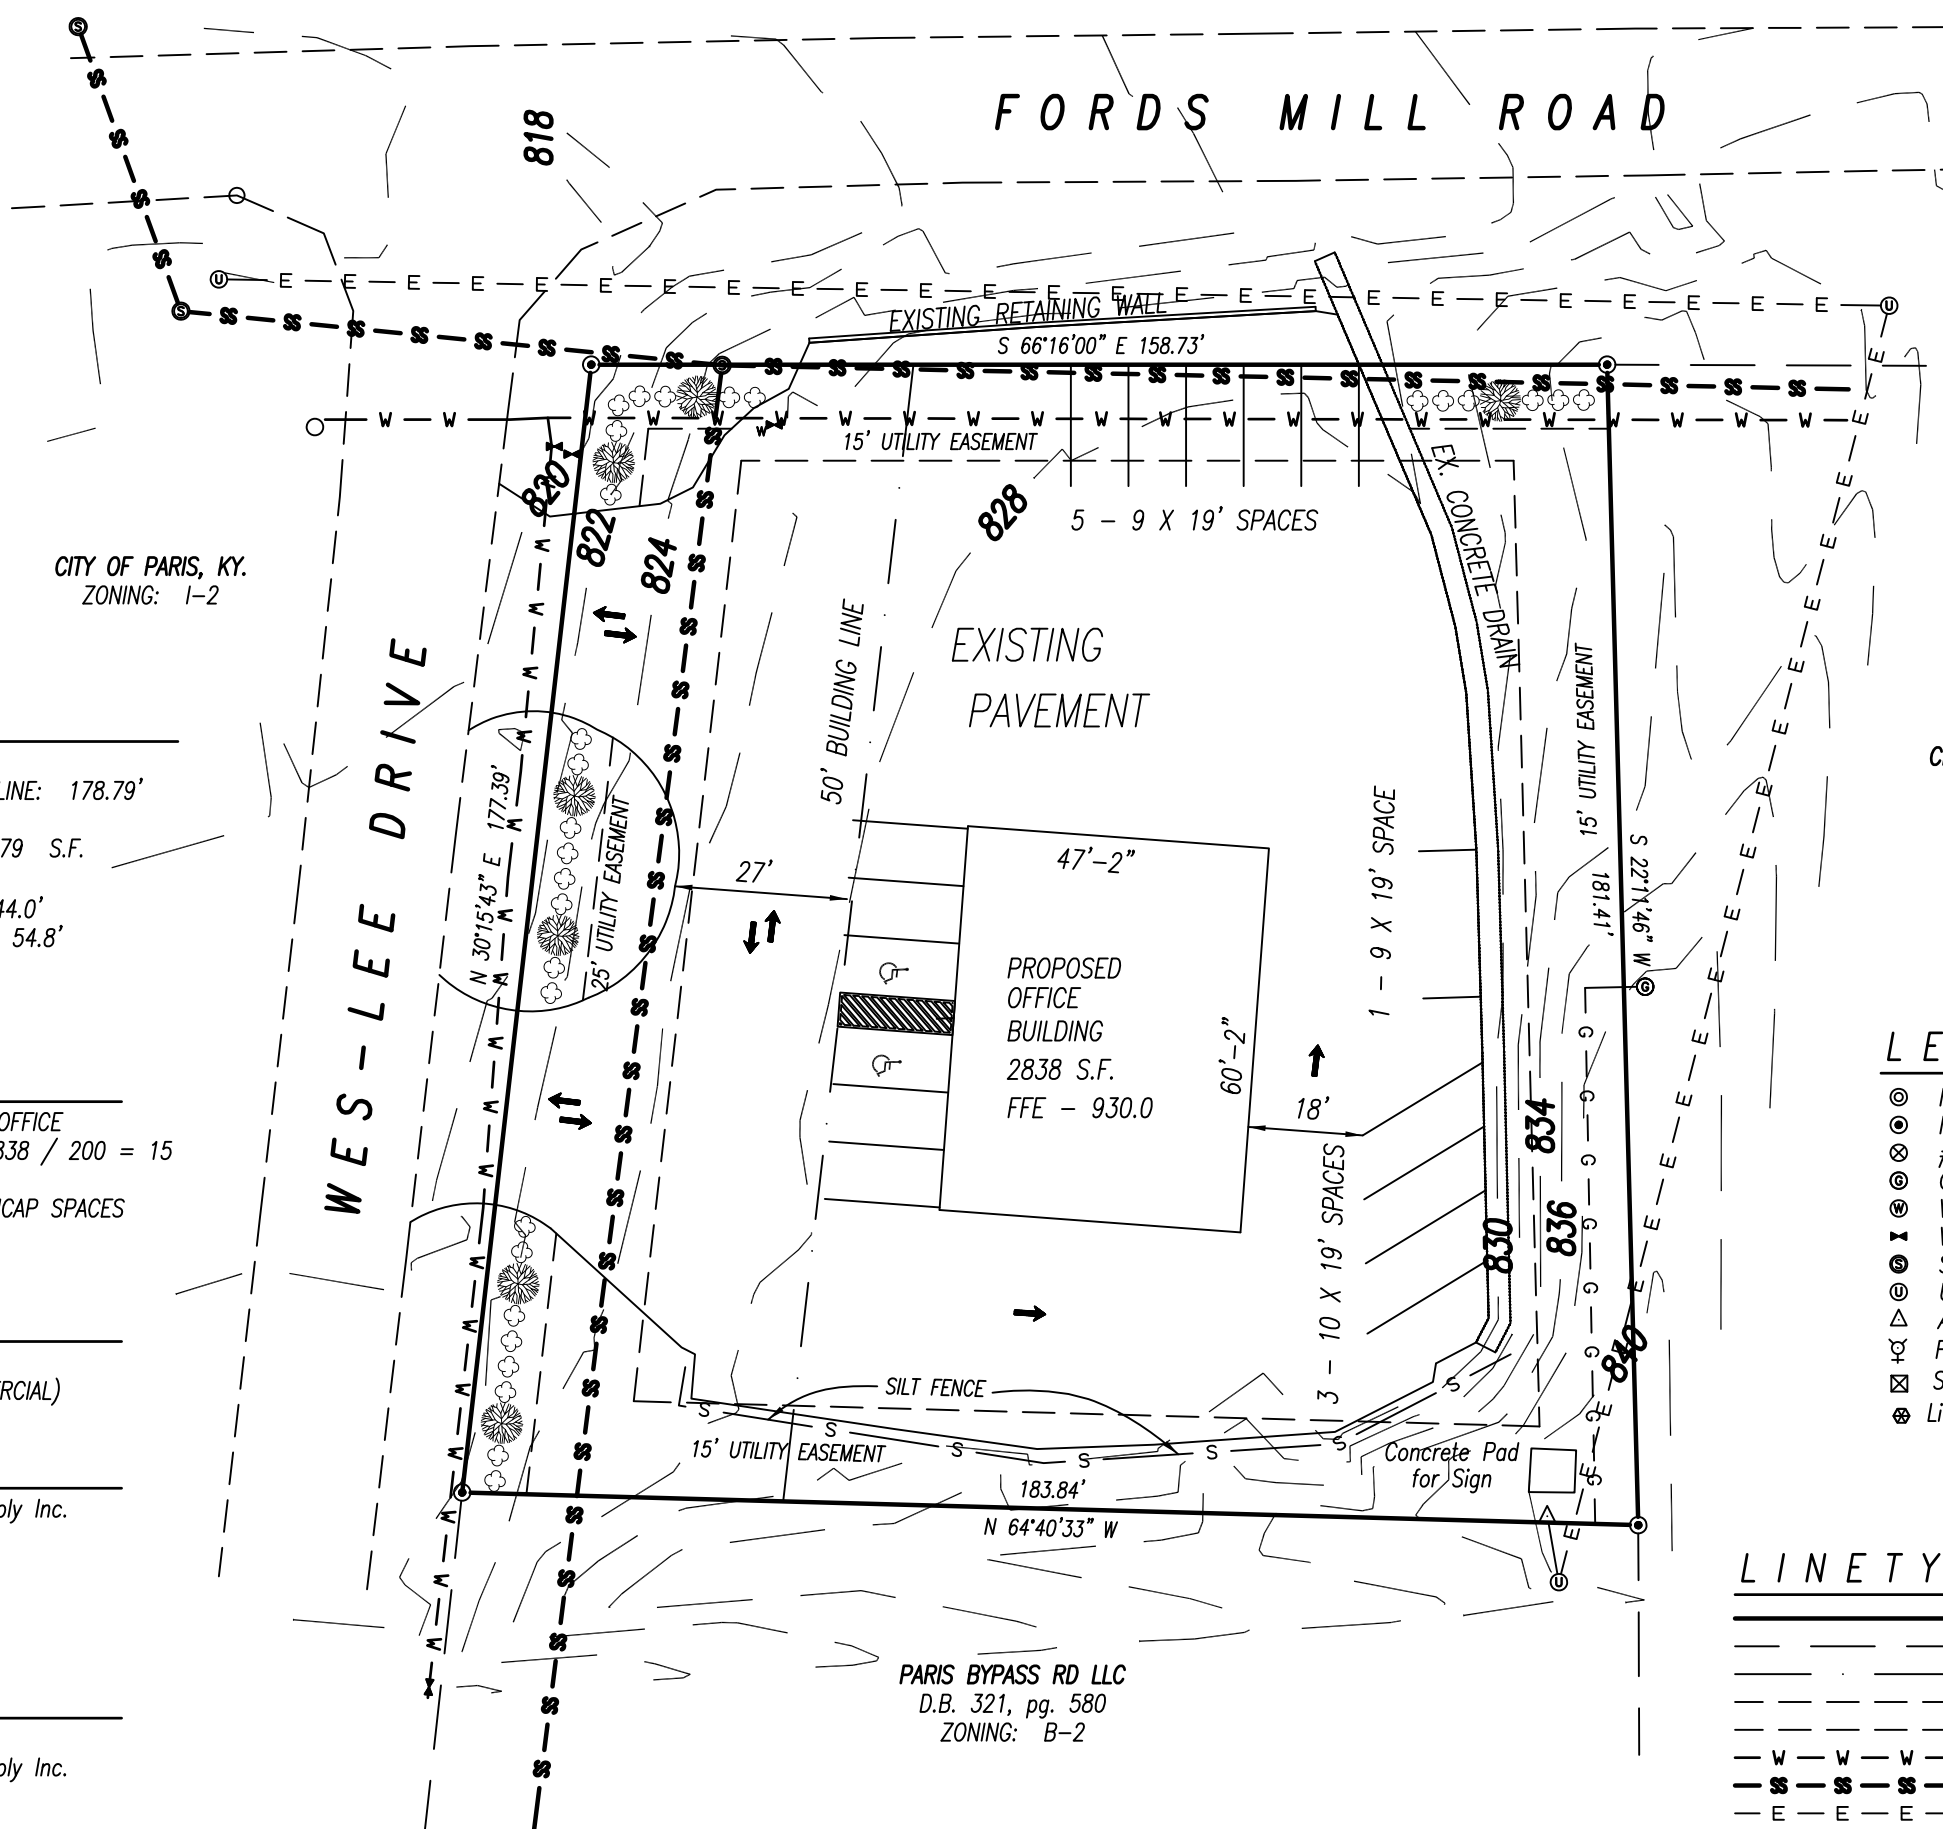 FORDS MILL ROAD
818
EXISTING RETAINING WALL
S 66°16'00" E 158.73'
15' UTILITY EASEMENT
820
822
824
828
5 - 9 X 19' SPACES
EX. CONCRETE DRAIN
CITY OF PARIS, KY.
ZONING: I-2
WES-LEE DRIVE
EXISTING
PAVEMENT
50' BUILDING LINE
15' UTILITY EASEMENT
S 22°11'46" W
181.41'
N 30°15'43" E 177.39'
25' UTILITY EASEMENT
27'
47'-2"
60'-2"
PROPOSED
OFFICE
BUILDING
2838 S.F.
FFE - 930.0
1 - 9 X 19' SPACE
18'
3 - 10 X 19' SPACES
830
834
836
840
SILT FENCE
15' UTILITY EASEMENT
183.84'
N 64°40'33" W
Concrete Pad
for Sign
PARIS BYPASS RD LLC
D.B. 321, pg. 580
ZONING: B-2
LINE: 178.79'
79 S.F.
44.0'
54.8'
OFFICE
838 / 200 = 15
CAP SPACES
RCIAL)
ply Inc.
ply Inc.
L E
Li
L I N E T Y